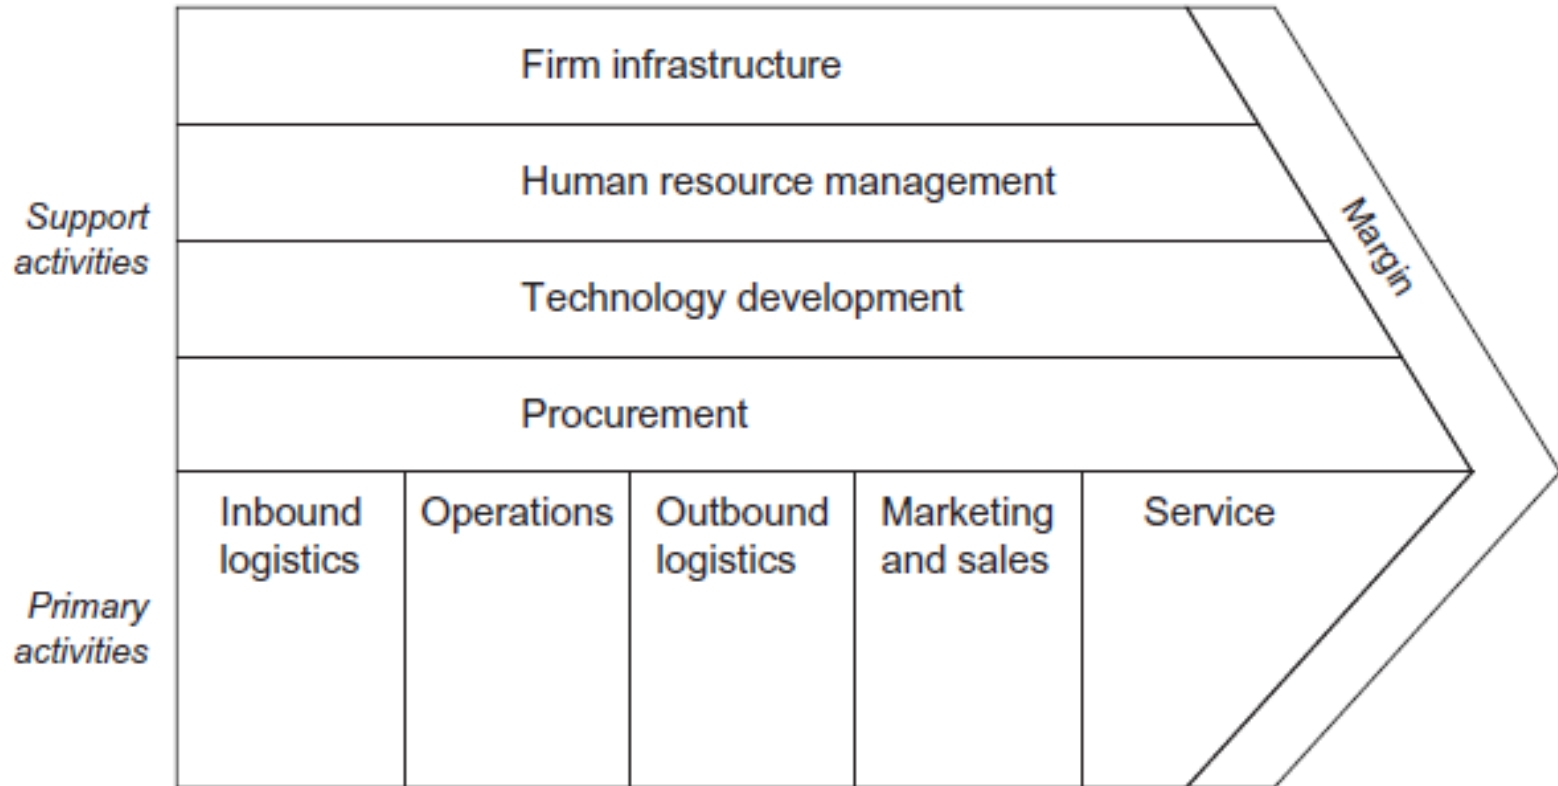 Firm infrastructure
Human resource management
Support
activities
Technology development
Margin
Procurement
Inbound
logistics
Operations
Outbound
logistics
Marketing
and sales
Service
Primary
activities